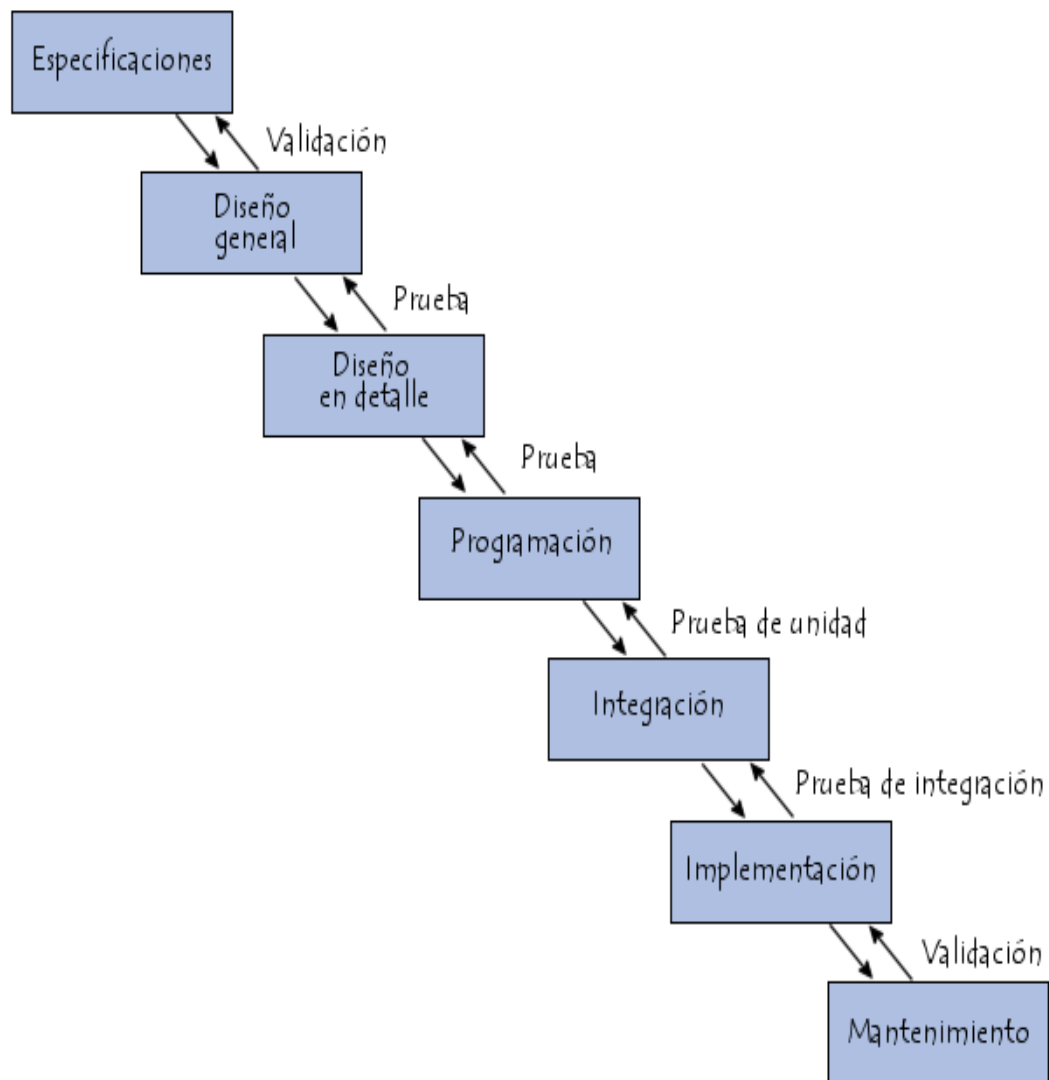 Especificaciones
Validación
Diseño
general
Prueba
Diseño
en detalle
Prueba
Programación
Prueba de unidad
Integración
Prueba de integración
Implementación
Validación
Mantenimiento